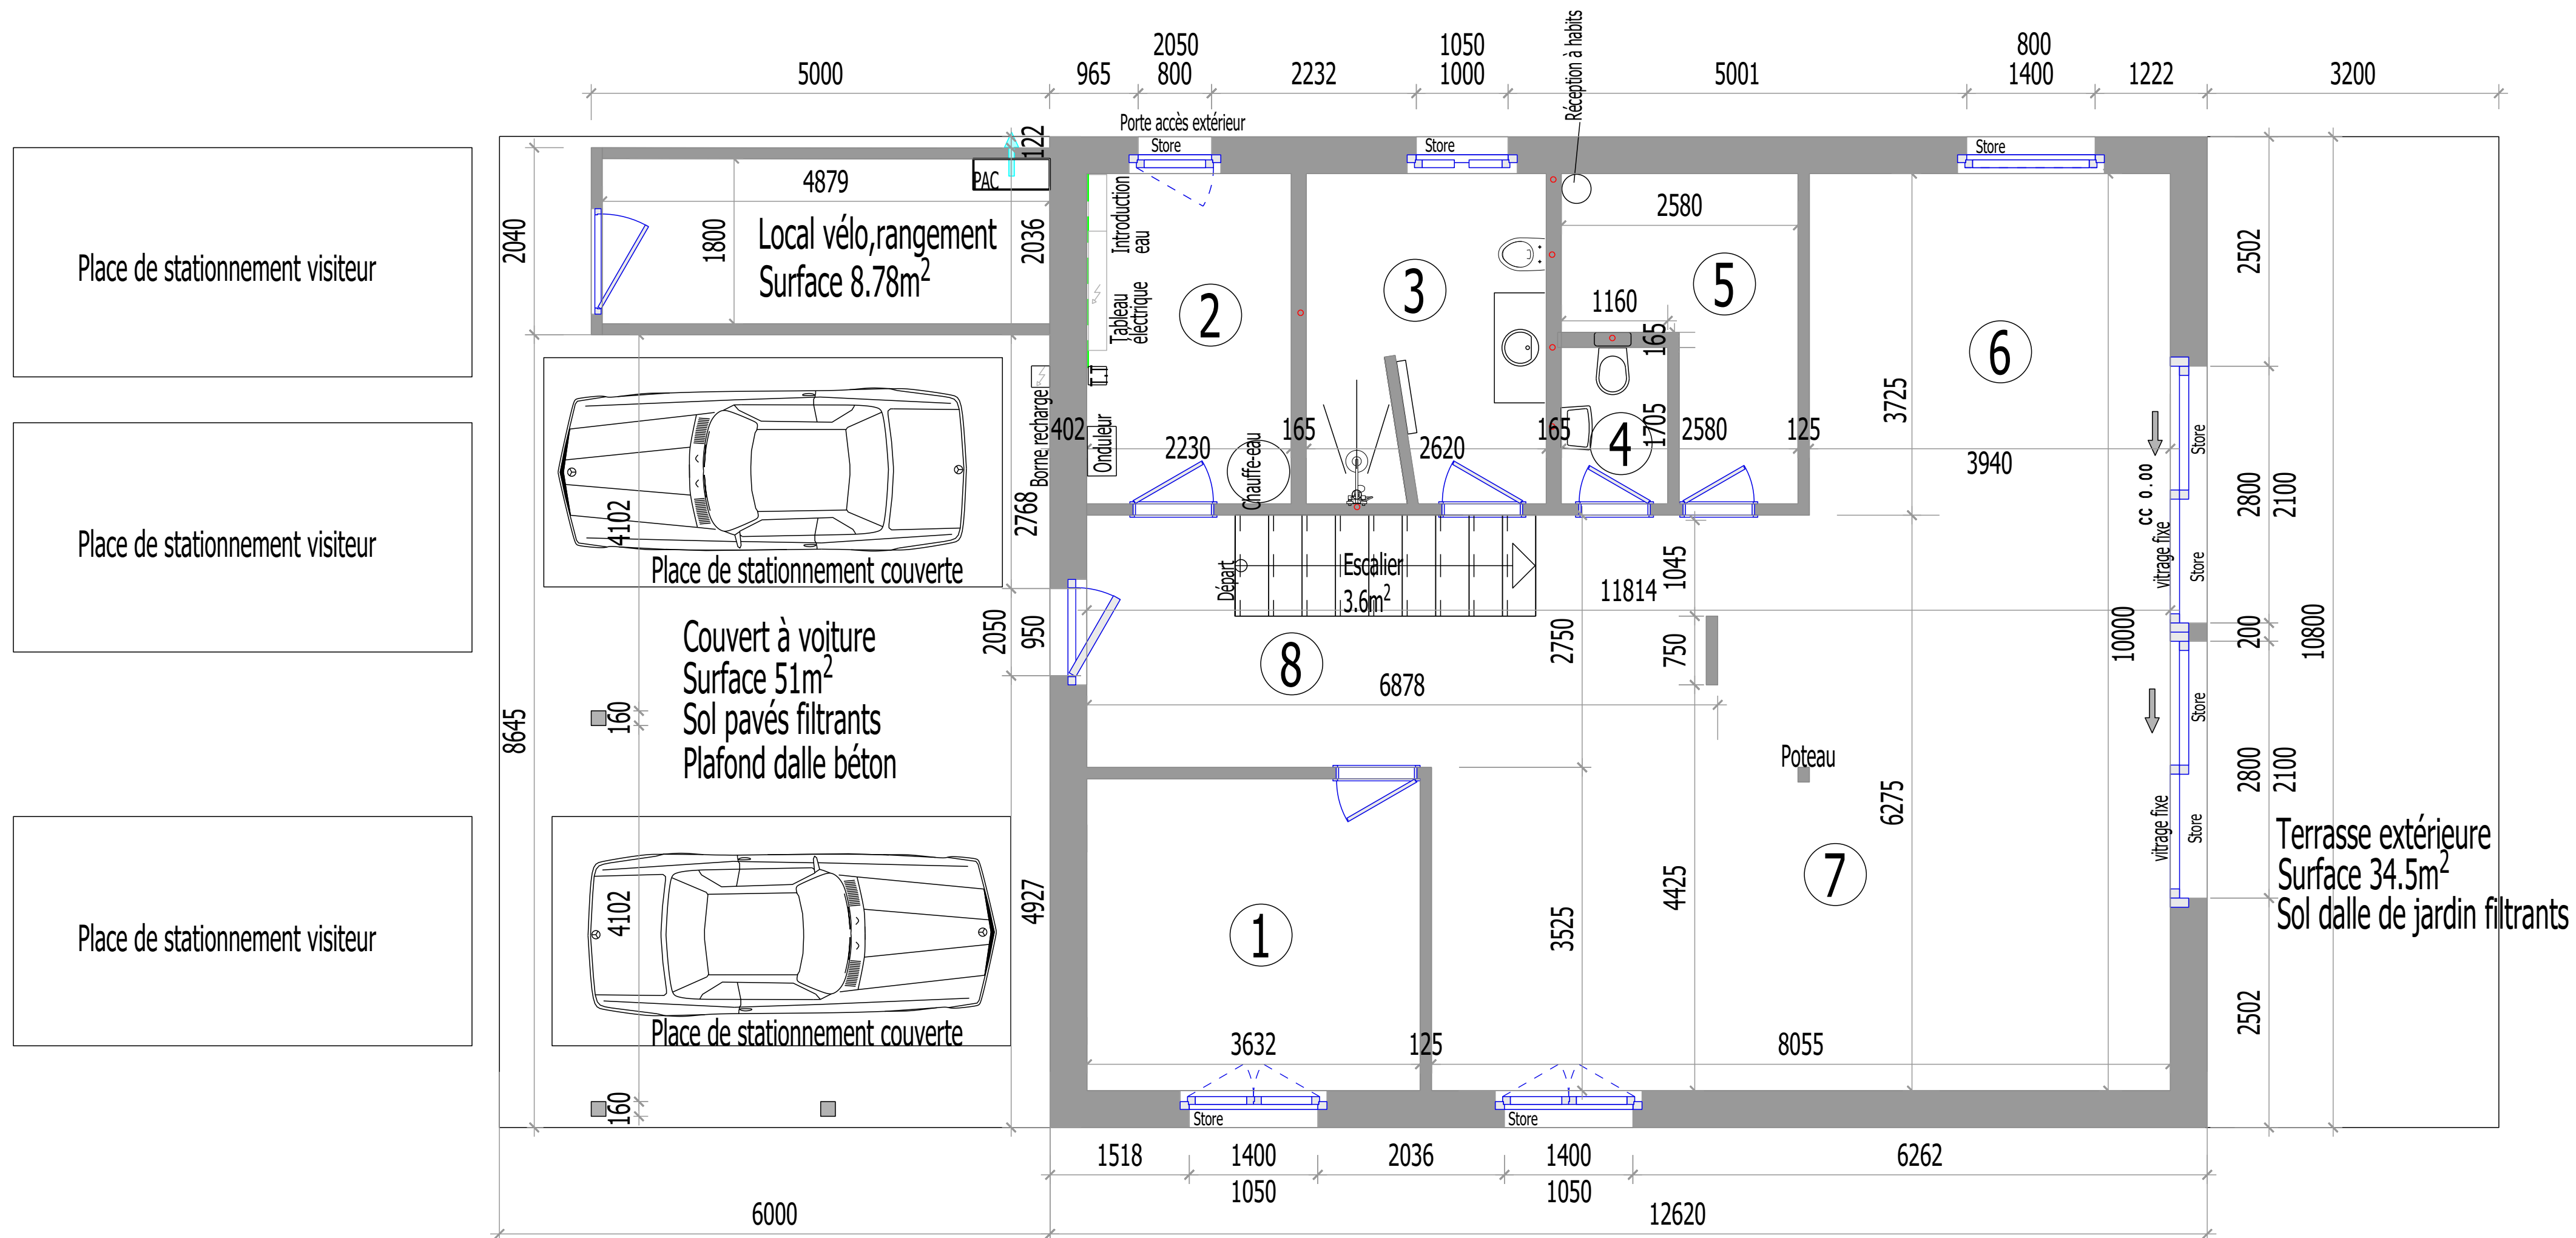 Réception à habits
2050
1050
800
5000
965
800
2232
1000
5001
1400
1222
3200
Porte accès extérieur
Store
Store
Store
122
PAC
4879
Local vélo,rangement
Surface 8.78m²
2040
1800
2036
Introduction
eau
Tableau
électrique
2
3
2580
5
1160
165
6
2502
Place de stationnement visiteur
T.T
Borne recharge
Onduleur
402
2230
Chauffe-eau
165
2620
165
4
1705
2580
125
3725
3940
CC 0.00
Store
2800
2100
Place de stationnement visiteur
4102
2768
Place de stationnement couverte
Départ
Escalier
3.6m²
11814
1045
vitrage fixe
Store
Couvert à voiture
Surface 51m²
Sol pavés filtrants
Plafond dalle béton
2050
950
8
2750
750
6878
10000
200
10800
8645
160
Poteau
Store
2800
2100
6275
vitrage fixe
Store
Terrasse extérieure
Surface 34.5m²
Sol dalle de jardin filtrants
Place de stationnement visiteur
4102
4927
1
3525
4425
7
2502
Place de stationnement couverte
3632
125
8055
160
Store
Store
1518
1400
2036
1400
6262
1050
1050
6000
12620